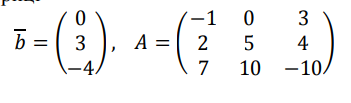 b̅ = (0 3 -4), A = (-1 0 3
2 5 4
7 10 -10)